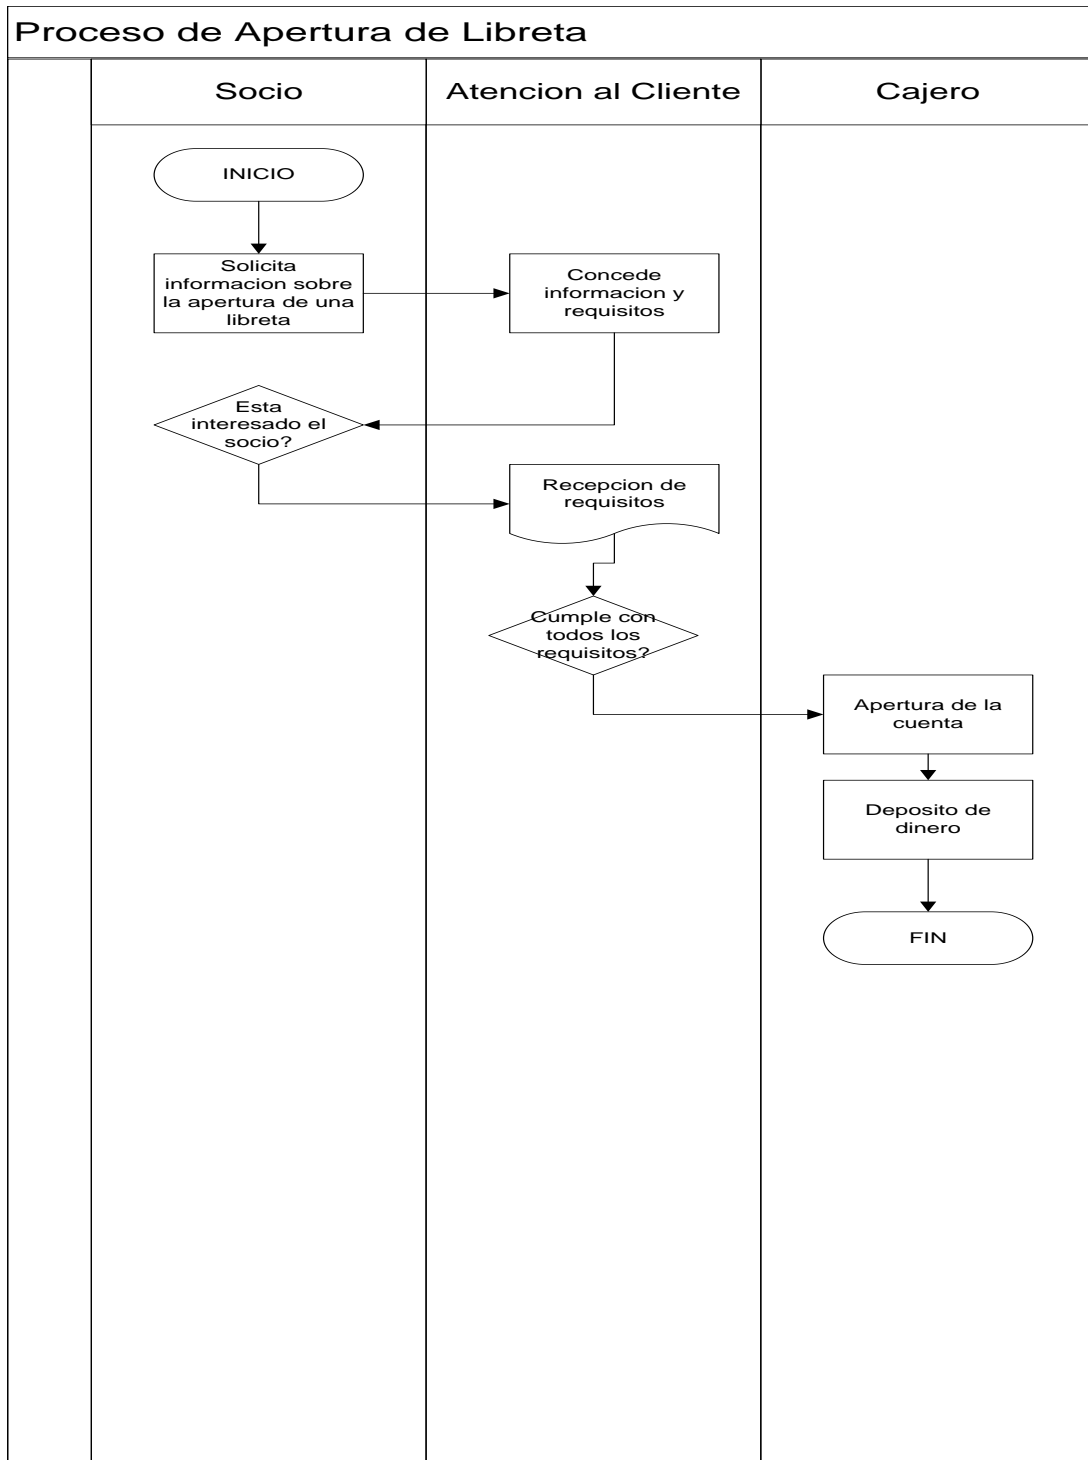 Proceso de Apertura de Libreta
Socio
Atencion al Cliente
Cajero
INICIO
Solicita
informacion sobre
la apertura de una
libreta
Concede
informacion y
requisitos
Esta
interesado el
socio?
Recepcion de
requisitos
Cumple con
todos los
requisitos?
Apertura de la
cuenta
Deposito de
dinero
FIN